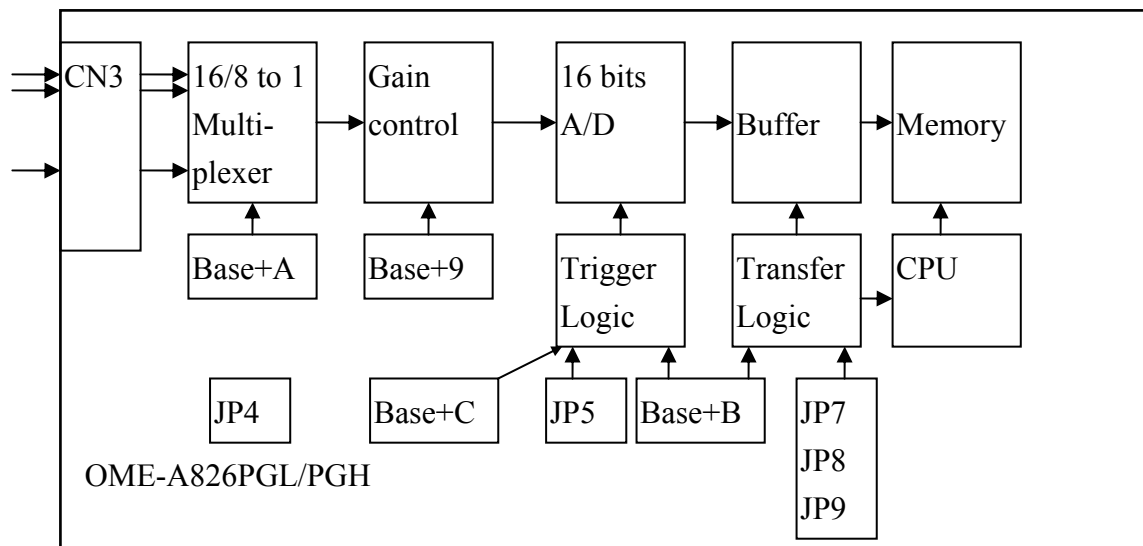 CN3
16/8 to 1
Multi-
plexer
Gain
control
16 bits
A/D
Buffer
Memory
Base+A
Base+9
Trigger
Logic
Transfer
Logic
CPU
JP4
Base+C
JP5
Base+B
JP7
JP8
JP9
OME-A826PGL/PGH